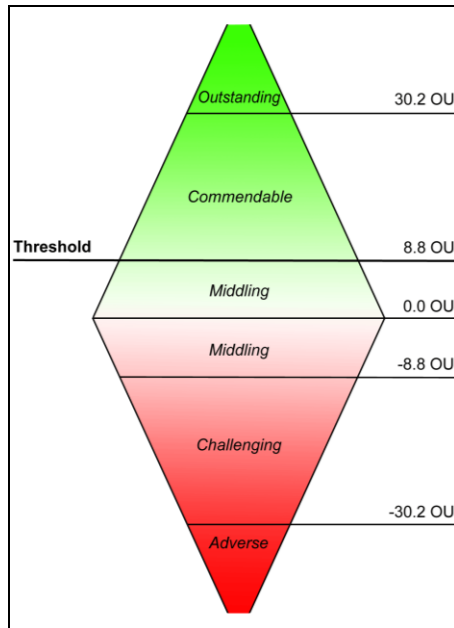 Outstanding
30.2 OU
Commendable
Threshold
8.8 OU
Middling
0.0 OU
Middling
-8.8 OU
Challenging
-30.2 OU
Adverse